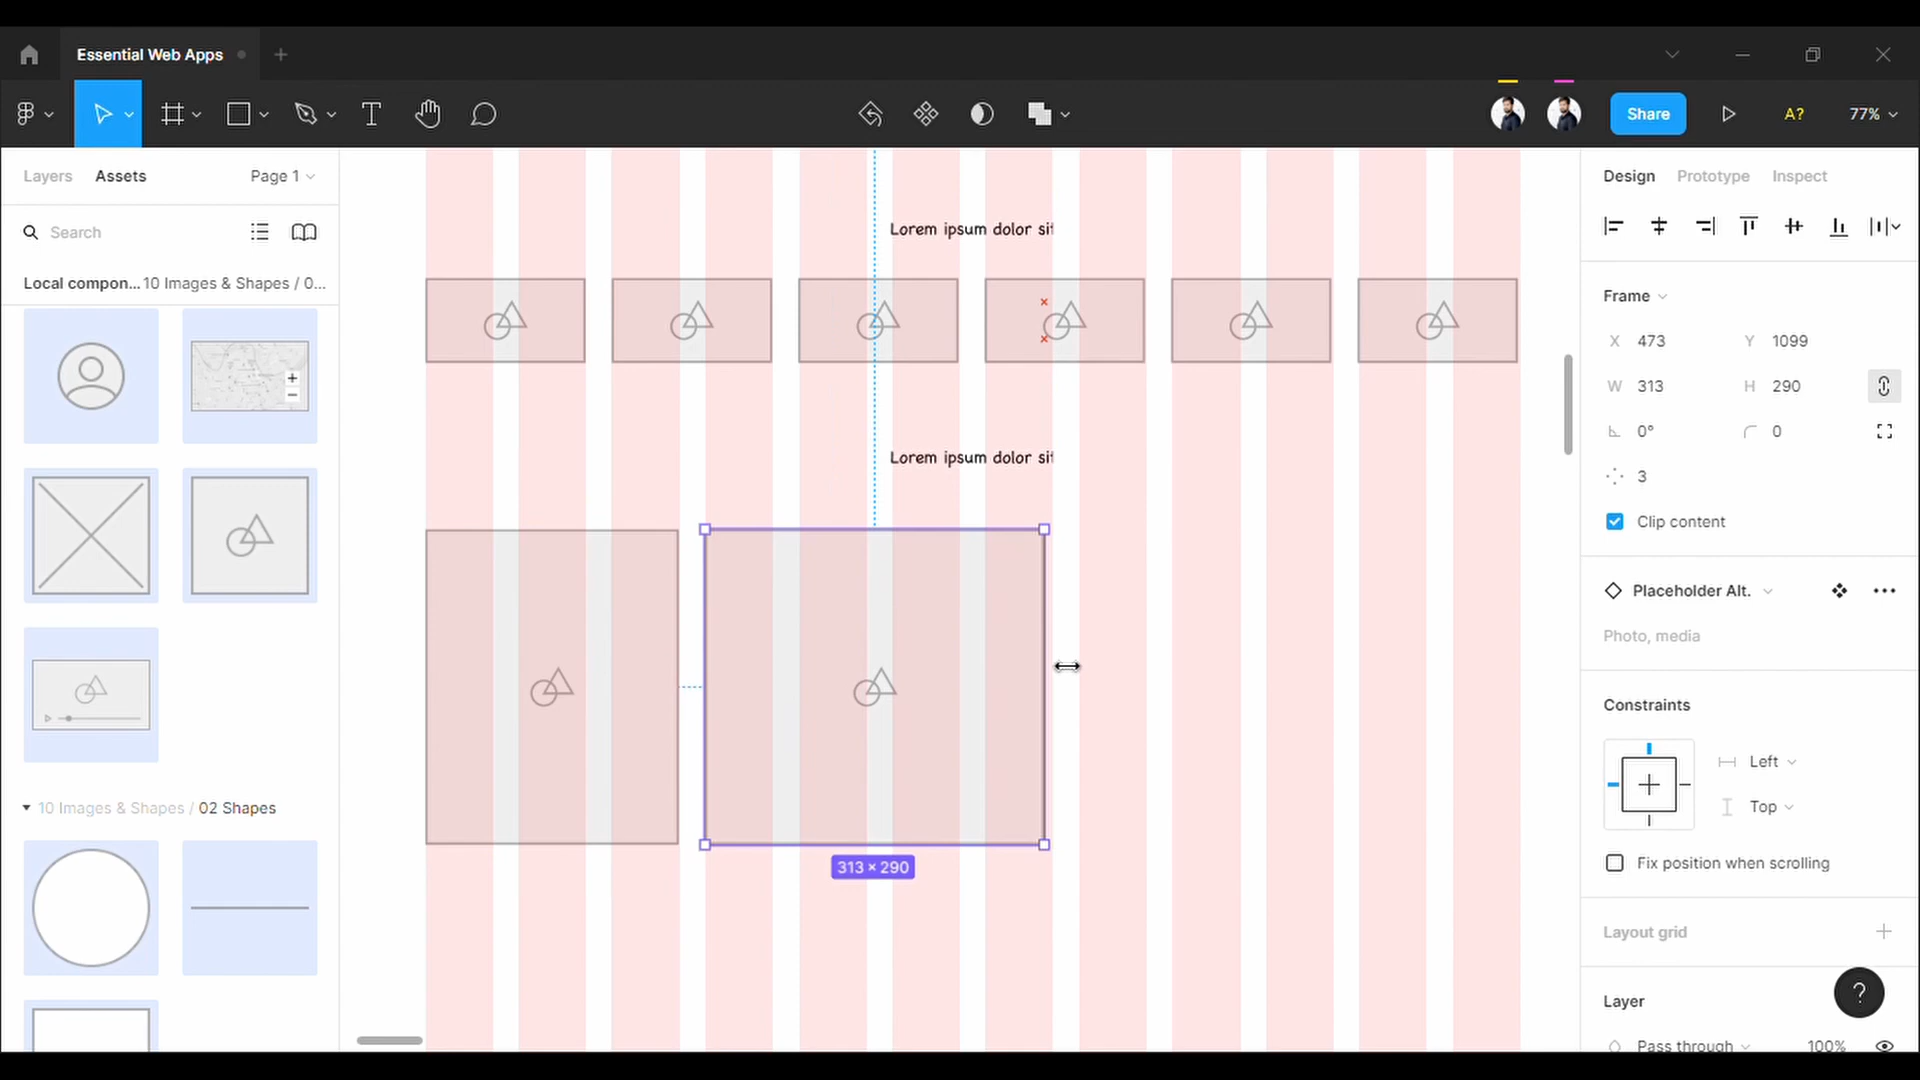 Essential Web Apps
Share
A?
77%
Layers
Assets
Page 1
Search
Local compon... 10 Images & Shapes / 0...
10 Images & Shapes / 02 Shapes
Lorem ipsum dolor sit
Lorem ipsum dolor sit
313 × 290
Design
Prototype
Inspect
Frame
X 473
Y 1099
W 313
H 290
0°
0
3
Clip content
Placeholder Alt.
Photo, media
Constraints
Left
Top
Fix position when scrolling
Layout grid
Layer
Pass through
100%
?